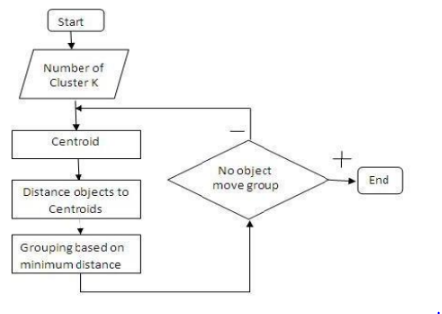 Start
Number of
Cluster K
Centroid
Distance objects to
Centroids
Grouping based on
minimum distance
No object
move group
−
+
End